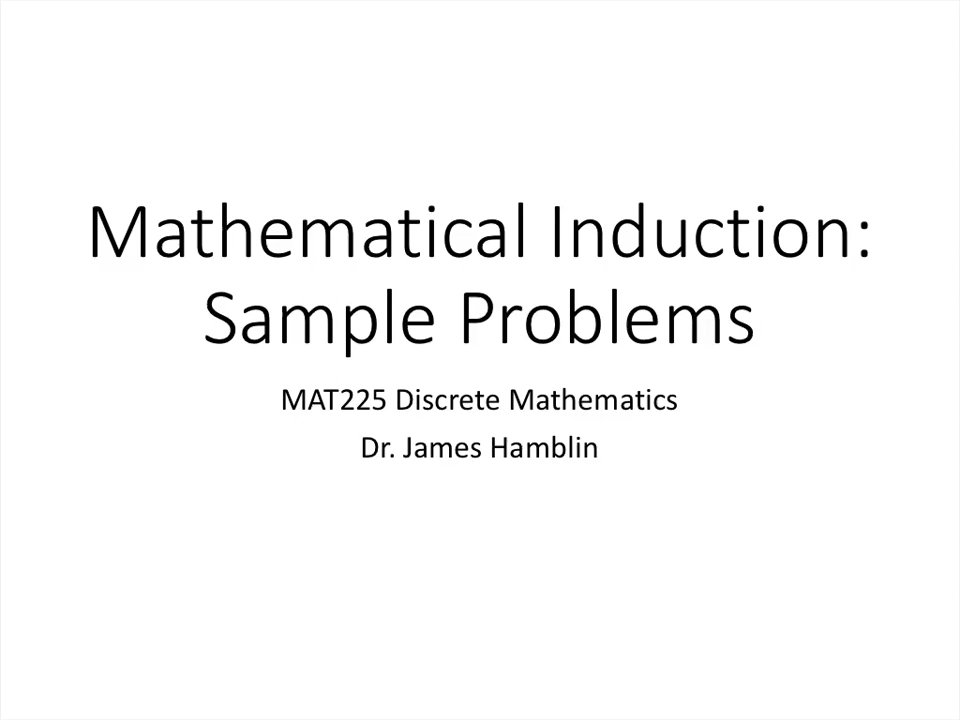 Mathematical Induction:
Sample Problems
MAT225 Discrete Mathematics
Dr. James Hamblin